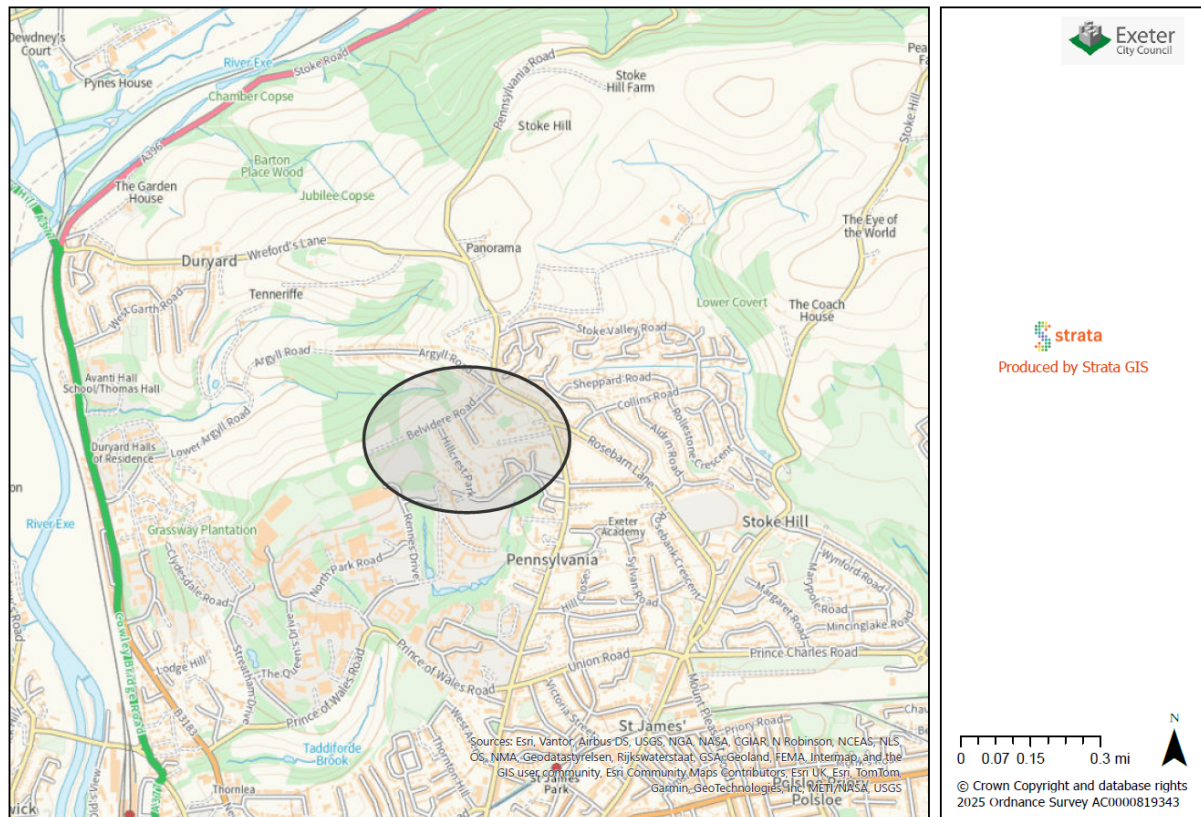 Dewdney's
Court
Pynes House
River Exe
Stoke Road
Chamber Copse
A396
Pennsylvania Road
Stoke
Hill Farm
Stoke Hill
Stoke Hill
Barton
Place Wood
The Garden
House
Jubilee Copse
The Eye of
the World
Duryard
Wreford's Lane
Panorama
Tenneriffe
West Garth Road
Lower Covert
The Coach
House
Stoke Valley Road
Argyll Road
Argyll
Avanti Hall
School/Thomas Hall
Sheppard Road
Collins Road
Belvidere Road
Rollestone Crescent
Aldrin Road
Lower Argyll Road
Duryard Halls
of Residence
Hillcrest Park
Rosebarn Lane
River Exe
Grassway Plantation
Exeter
Academy
Stoke Hill
Rennes Drive
Rosebank Crescent
Pennsylvania
North Park Road
Clydesdale Road
Hill Close
Sylvan Road
Wynford Road
Marypole Road
Margaret Road
Mincinglake Road
Cowley Bridge Road
Lodge Hill
Streatham Drive
The Queen's Drive
Prince of Wales Road
Union Road
Prince Charles Road
B3183
Prince of Wales Road
Victoria Street
St James'
Priory Road
Taddiforde
Brook
Thornlea
St James
Park
Polsloe Priory
Polsloe
Sources: Esri, Vantor, Airbus DS, USGS, NGA, NASA, CGIAR, N Robinson, NCEAS, NLS,
OS, NMA, Geodatastyrelsen, Rijkswaterstaat, GSA, Geoland, FEMA, Intermap, and the
GIS user community, Esri Community Maps Contributors, Esri UK, Esri, TomTom,
Garmin, GeoTechnologies, Inc, METI/NASA, USGS
Exeter
City Council
strata
Produced by Strata GIS
N
0 0.07 0.15 0.3 mi
© Crown Copyright and database rights
2025 Ordnance Survey AC0000819343